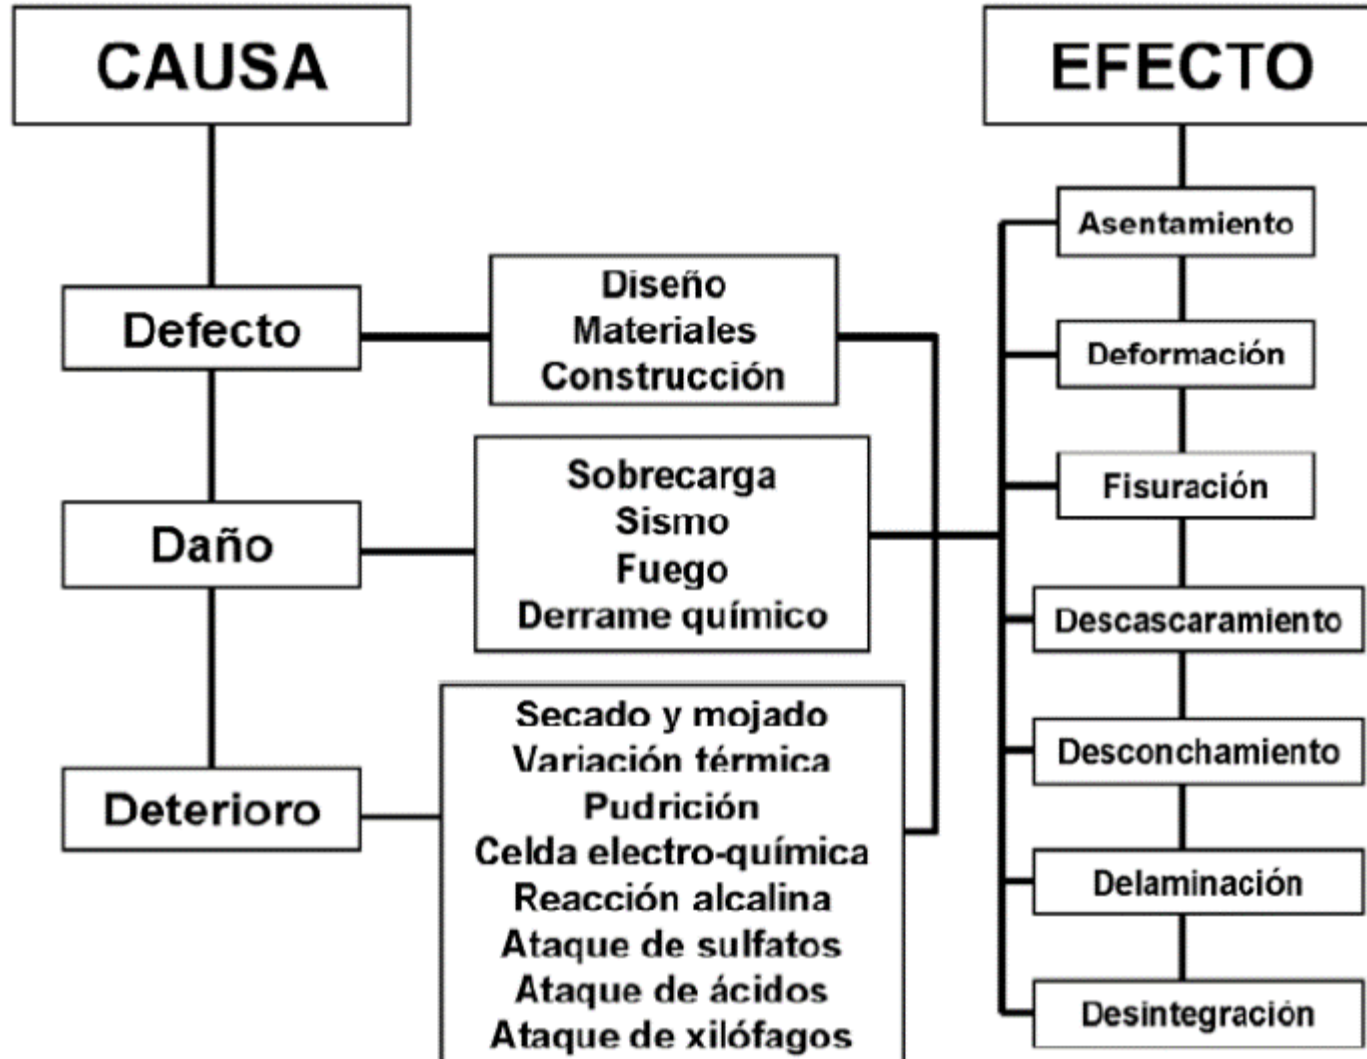 CAUSA
Defecto
Daño
Deterioro
Diseño
Materiales
Construcción
Sobrecarga
Sismo
Fuego
Derrame químico
Secado y mojado
Variación térmica
Pudrición
Celda electro-química
Reacción alcalina
Ataque de sulfatos
Ataque de ácidos
Ataque de xilófagos
EFECTO
Asentamiento
Deformación
Fisuración
Descascaramiento
Desconchamiento
Delaminación
Desintegración